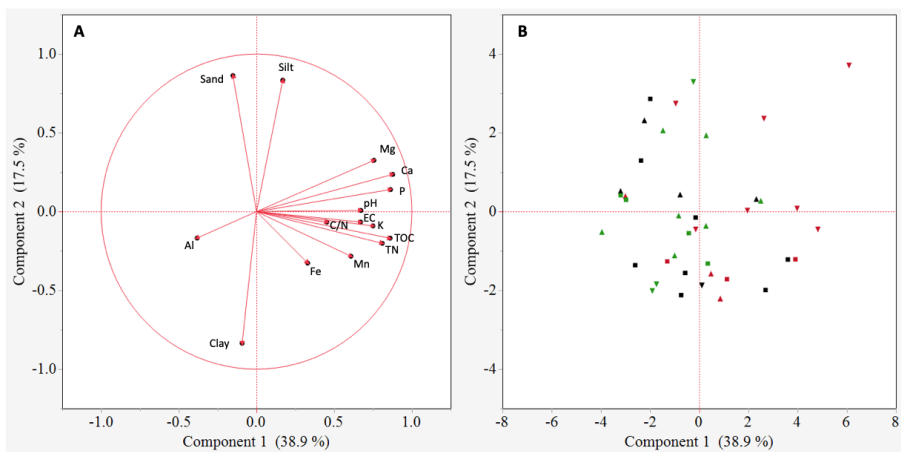 A
B
1.0
0.5
0.0
-0.5
-1.0
Component 2 (17.5 %)
Sand
Silt
Mg
Ca
P
pH
EC
C/N
K
TOC
TN
Al
Fe
Mn
Clay
-1.0
-0.5
0.0
0.5
1.0
Component 1 (38.9 %)
4
2
0
-2
-4
Component 2 (17.5 %)
-8
-6
-4
-2
0
2
4
6
8
Component 1 (38.9 %)